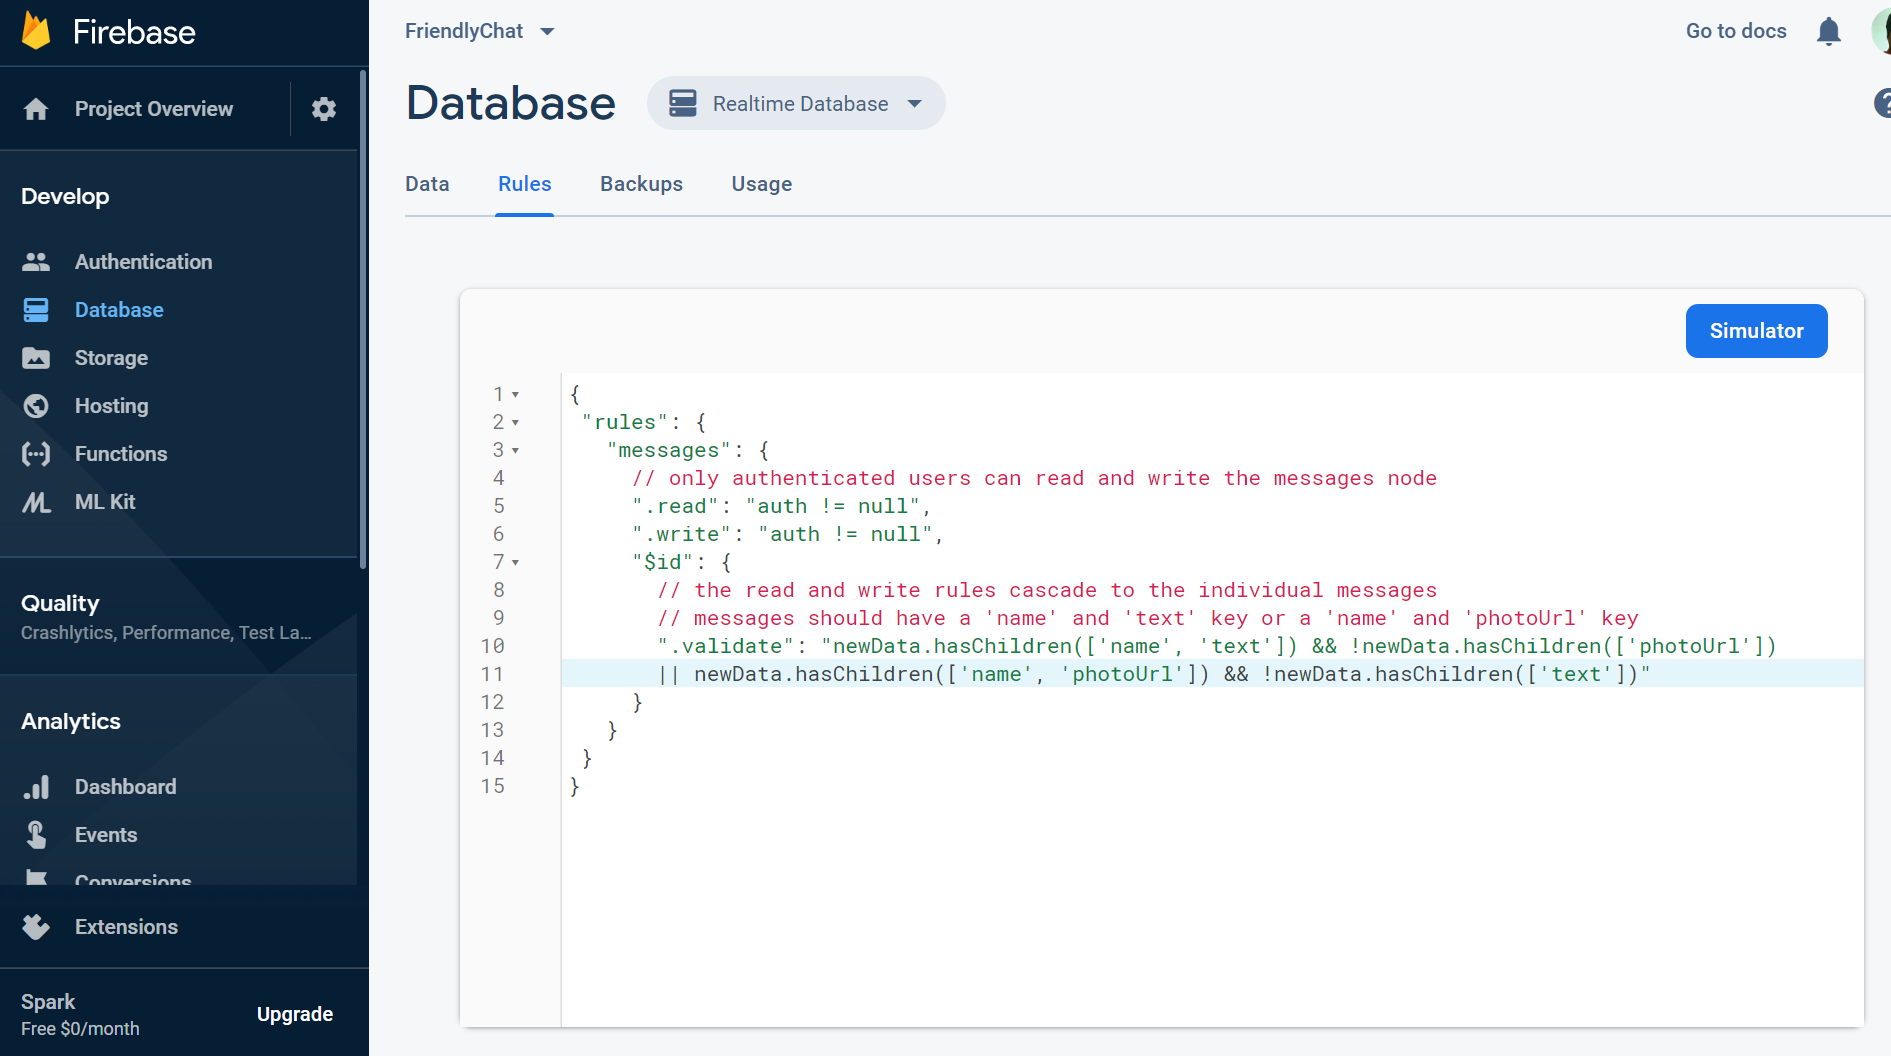 Firebase
Project Overview
Develop
Authentication
Database
Storage
Hosting
Functions
ML Kit
Quality
Crashlytics, Performance, Test La...
Analytics
Dashboard
Events
Conversions
Extensions
Spark
Free $0/month
Upgrade
FriendlyChat
Go to docs
Database
Realtime Database
?
Data
Rules
Backups
Usage
Simulator
1 {
2 "rules": {
3 "messages": {
4 // only authenticated users can read and write the messages node
5 ".read": "auth != null",
6 ".write": "auth != null",
7 "$id": {
8 // the read and write rules cascade to the individual messages
9 // messages should have a 'name' and 'text' key or a 'name' and 'photoUrl' key
10 ".validate": "newData.hasChildren(['name', 'text']) && !newData.hasChildren(['photoUrl'])
11 || newData.hasChildren(['name', 'photoUrl']) && !newData.hasChildren(['text'])"
12 }
13 }
14 }
15 }